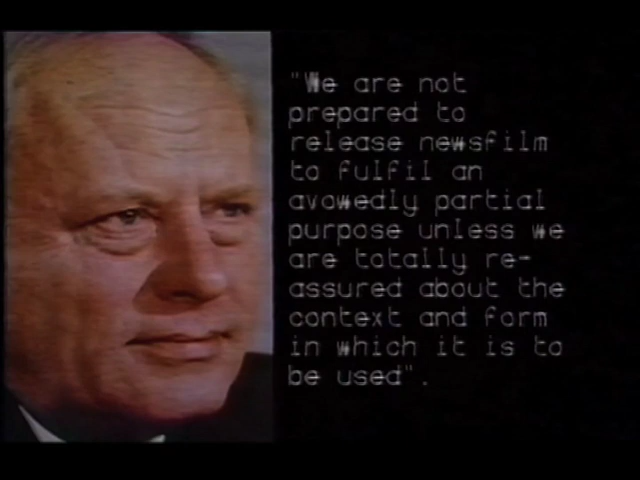 "We are not
prepared to
release newsfilm
to fulfil an
avowedly partial
purpose unless we
are totally re-
assured about the
context and form
in which it is to
be used".